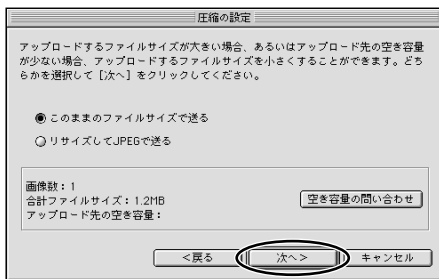 圧縮の設定
アップロードするファイルサイズが大きい場合、あるいはアップロード先の空き容量
が少ない場合、アップロードするファイルサイズを小さくすることができます。どち
らかを選択して［次へ］をクリックしてください。
このままのファイルサイズで送る
リサイズしてJPEGで送る
画像数：1
合計ファイルサイズ：1.2MB
空き容量の問い合わせ
アップロード先の空き容量：
<戻る
次へ>
キャンセル